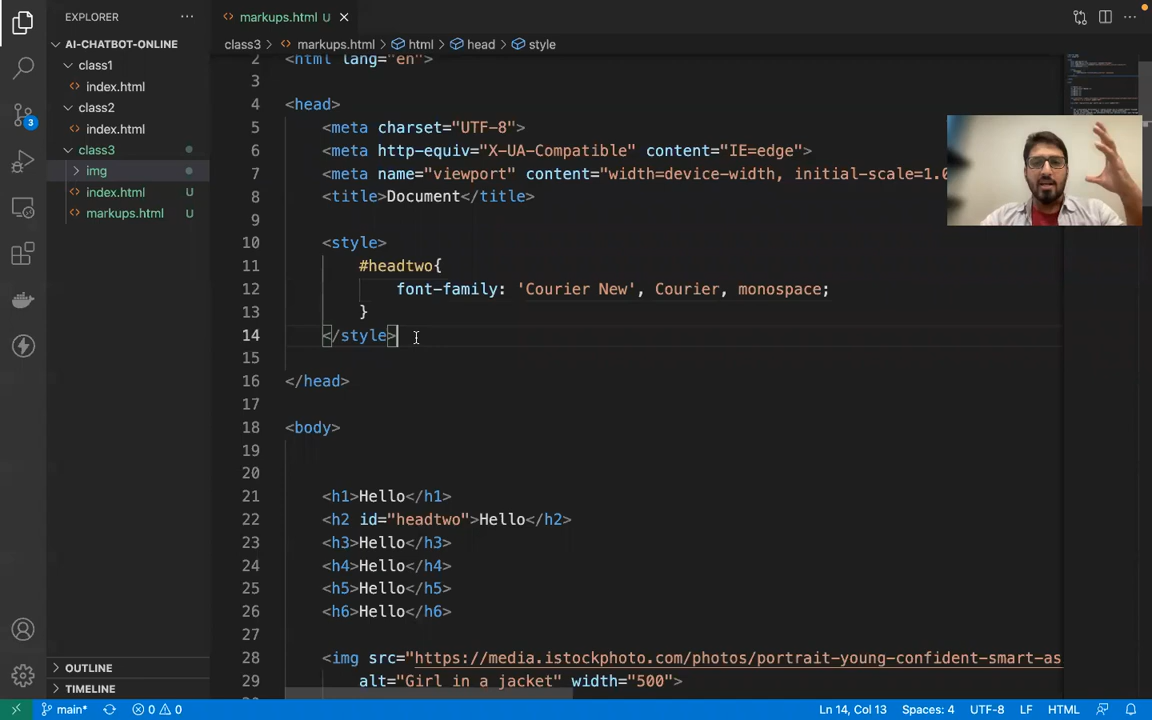 EXPLORER
markups.html U
AI-CHATBOT-ONLINE
class1
index.html
class2
index.html
class3
img
index.html U
markups.html U
OUTLINE
TIMELINE
3
class3 > markups.html > html > head > style
2 <html lang="en">
3
4 <head>
5 <meta charset="UTF-8">
6 <meta http-equiv="X-UA-Compatible" content="IE=edge">
7 <meta name="viewport" content="width=device-width, initial-scale=1.0
8 <title>Document</title>
9
10 <style>
11 #headtwo{
12 font-family: 'Courier New', Courier, monospace;
13 }
14 </style>
15
16 </head>
17
18 <body>
19
20
21 <h1>Hello</h1>
22 <h2 id="headtwo">Hello</h2>
23 <h3>Hello</h3>
24 <h4>Hello</h4>
25 <h5>Hello</h5>
26 <h6>Hello</h6>
27
28 <img src="https://media.istockphoto.com/photos/portrait-young-confident-smart-as
29 alt="Girl in a jacket" width="500">
main* 0 0 Ln 14, Col 13 Spaces: 4 UTF-8 LF HTML